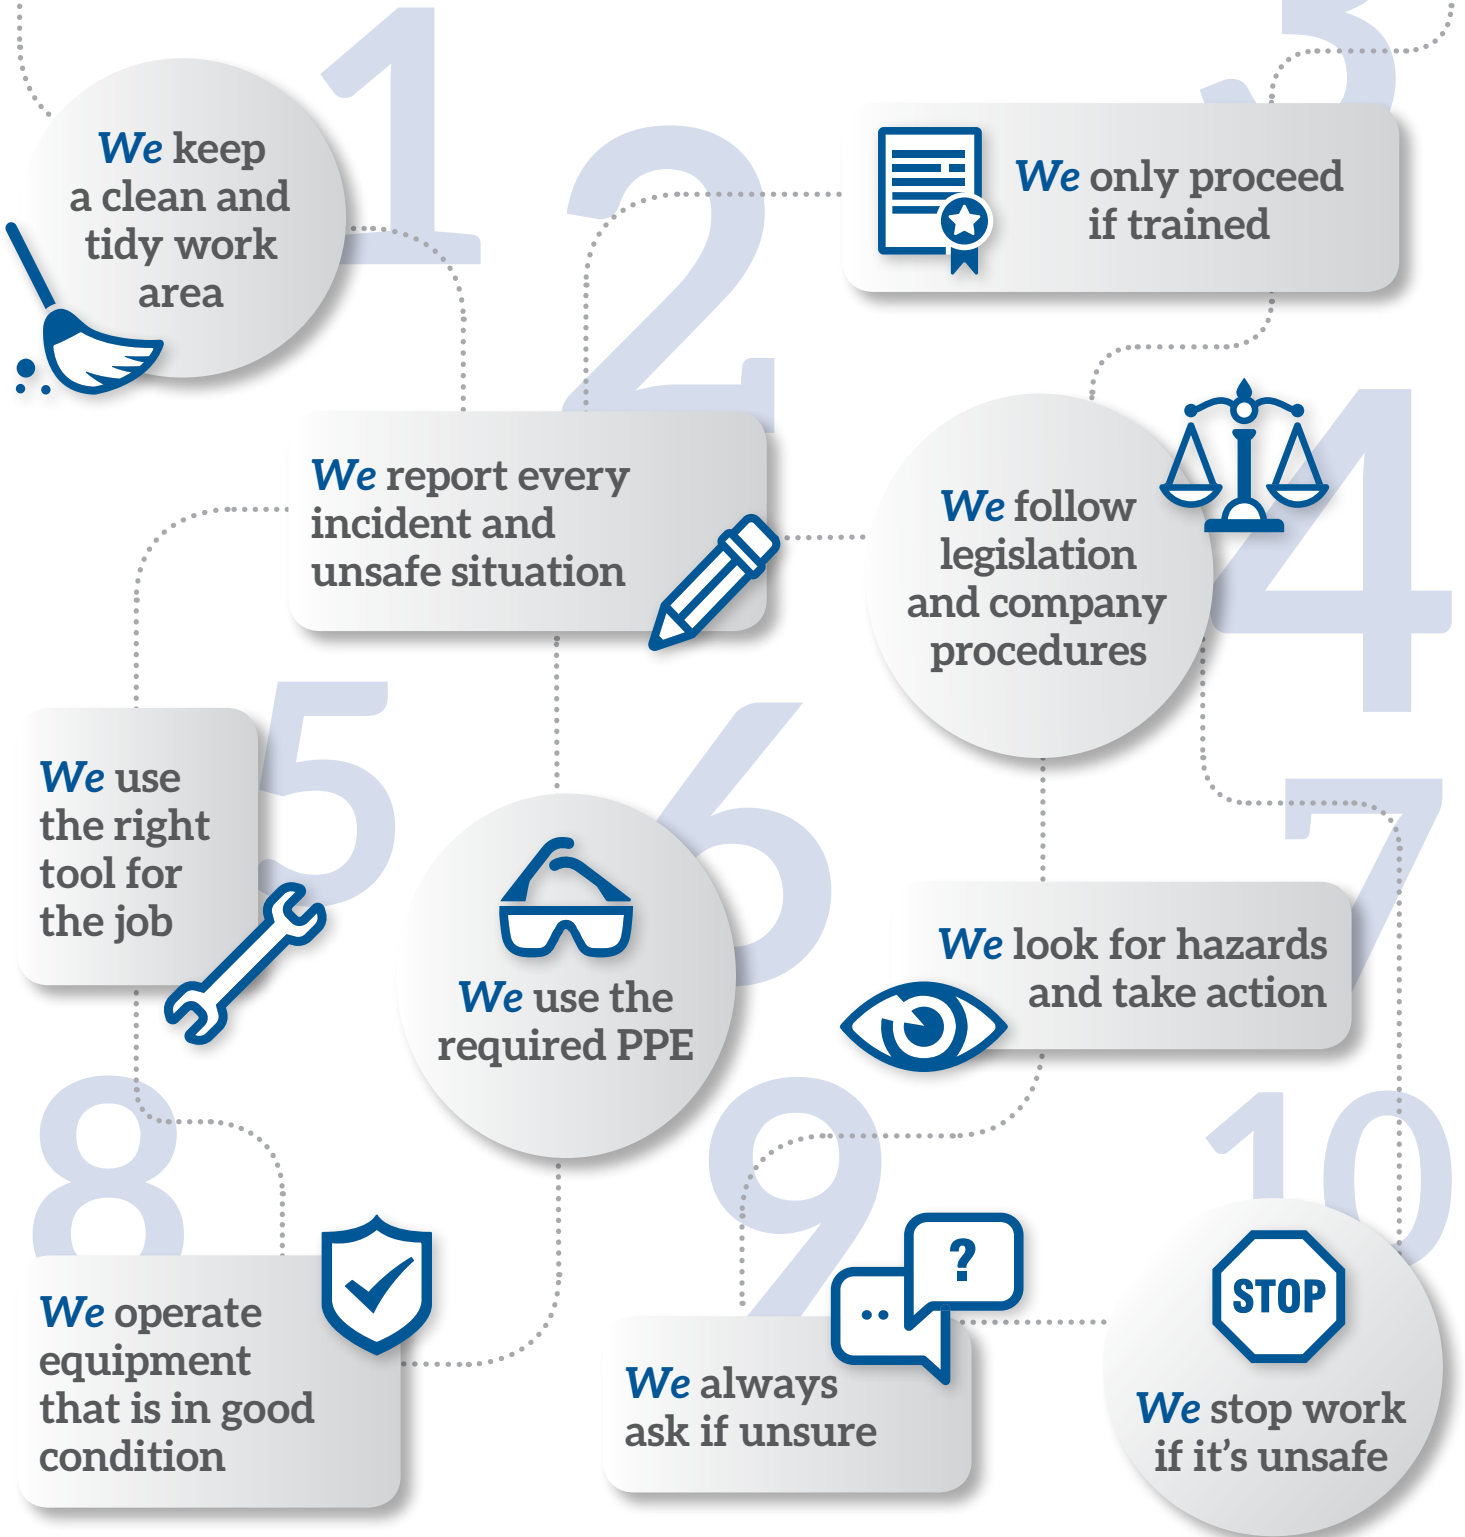 1
We keep
a clean and
tidy work
area
2
We report every
incident and
unsafe situation
3
We only proceed
if trained
4
We follow
legislation
and company
procedures
5
We use
the right
tool for
the job
6
We use the
required PPE
7
We look for hazards
and take action
8
We operate
equipment
that is in good
condition
9
?
We always
ask if unsure
10
STOP
We stop work
if it's unsafe